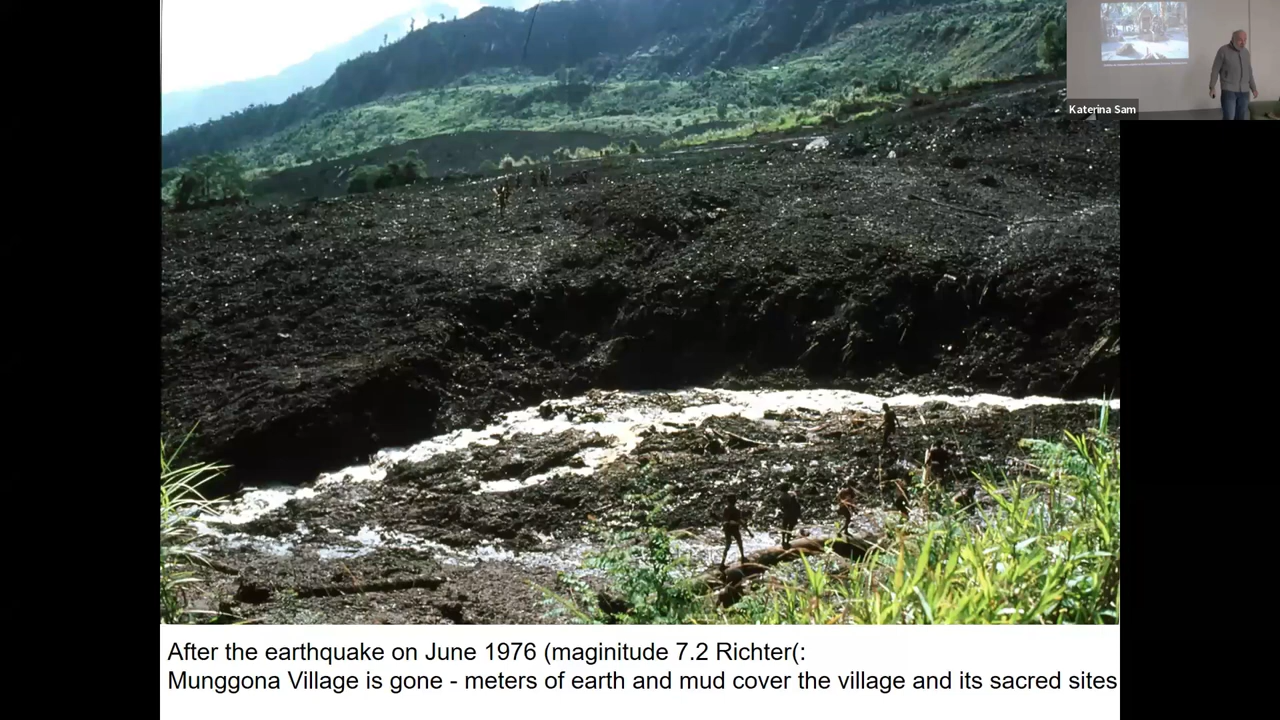 Katerina Sam
After the earthquake on June 1976 (maginitude 7.2 Richter(:
Munggona Village is gone - meters of earth and mud cover the village and its sacred sites